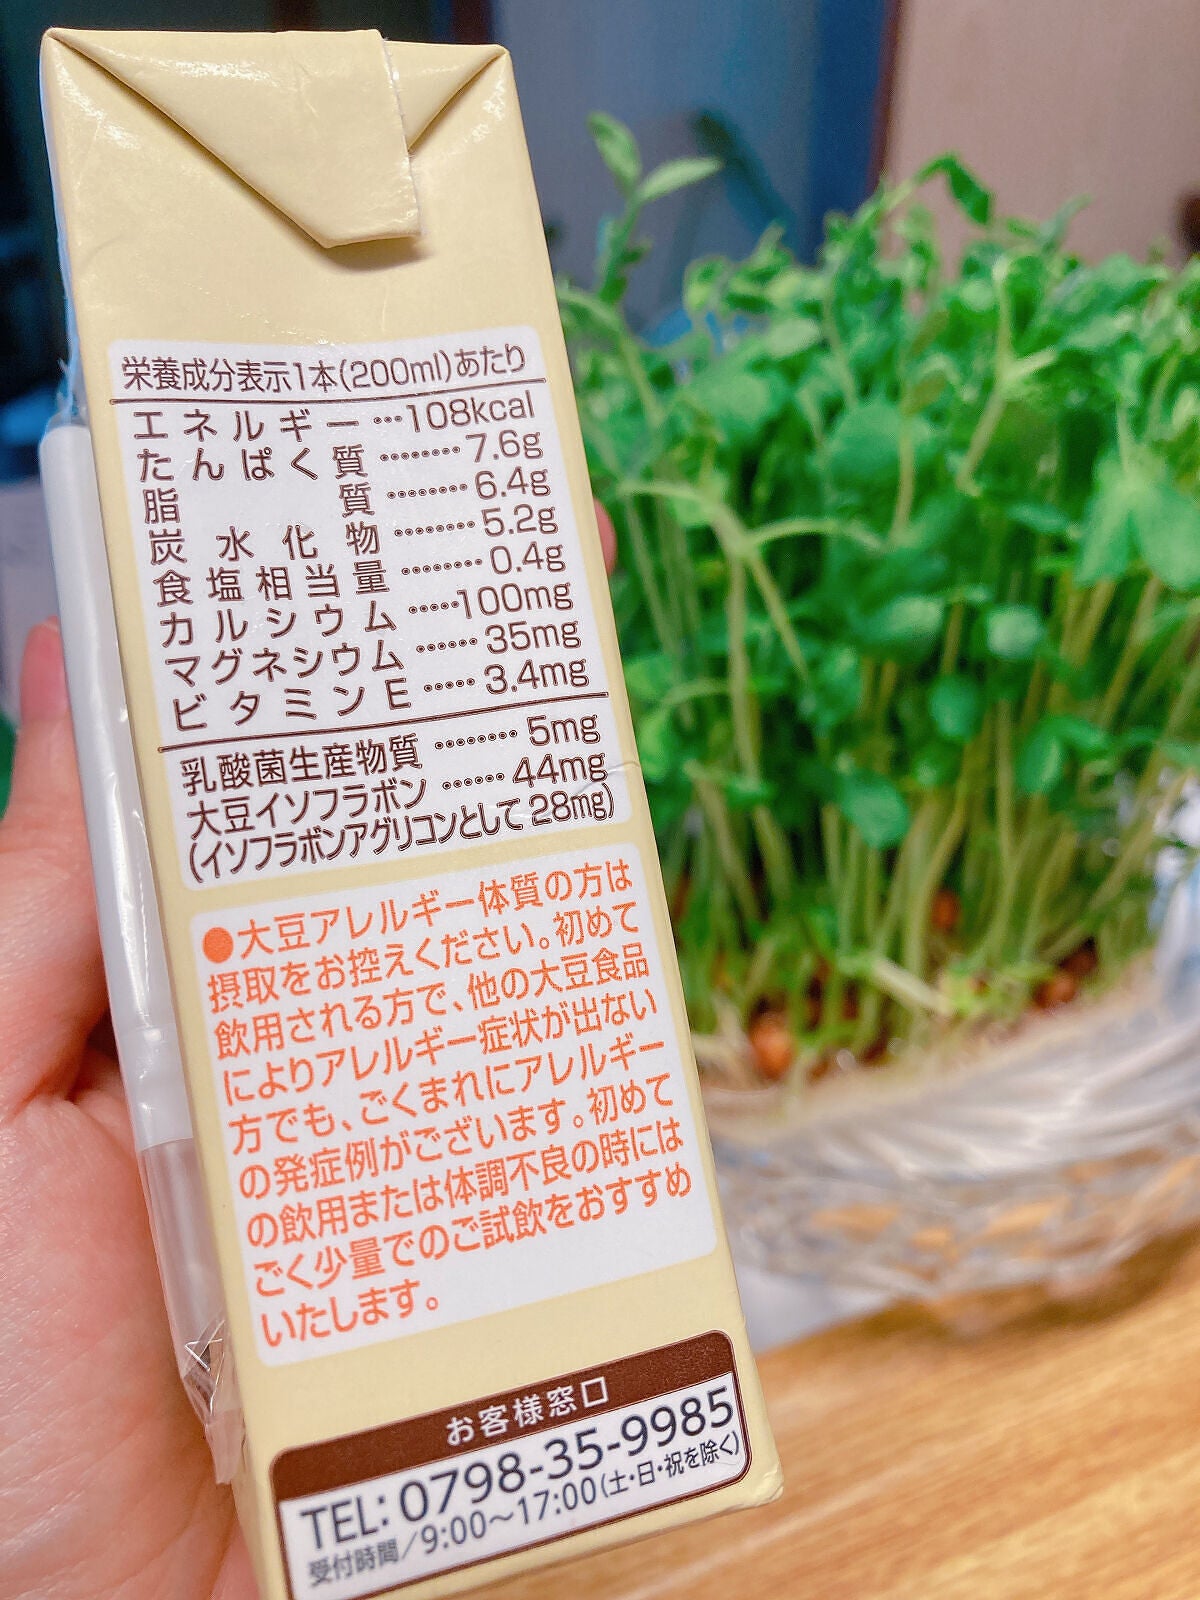 栄養成分表示1本(200ml)あたり
エネルギー…108kcal
たんぱく質………7.6g
脂質………6.4g
炭水化物………5.2g
食塩相当量………0.4g
カルシウム……100mg
マグネシウム……35mg
ビタミンE……3.4mg
乳酸菌生産物質………5mg
大豆イソフラボン……44mg
(イソフラボンアグリコンとして28mg)
●大豆アレルギー体質の方は
摂取をお控えください。初めて
飲用される方で、他の大豆食品
によりアレルギー症状が出ない
方でも、ごくまれにアレルギー
の発症例がございます。初めて
の飲用または体調不良の時には
ごく少量でのご試飲をおすすめ
いたします。
お客様窓口
TEL:0798-35-9985
受付時間/9:00〜17:00(土・日・祝を除く)